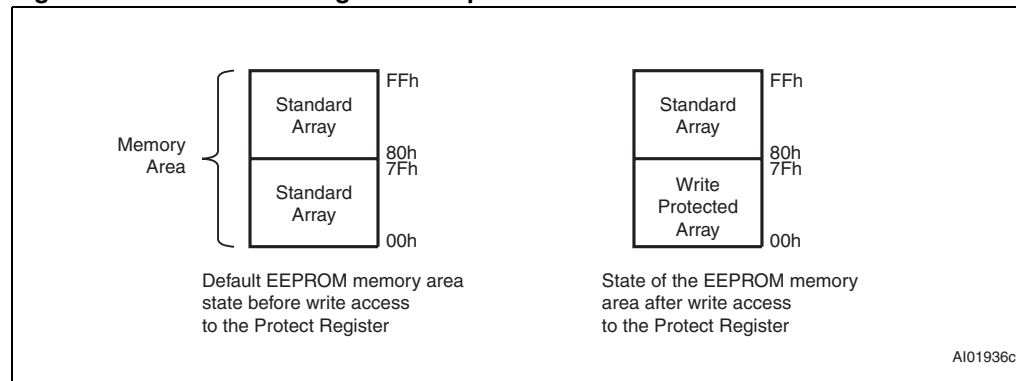 FFh
Standard
Array
Memory
Area
80h
7Fh
Standard
Array
00h
Default EEPROM memory area
state before write access
to the Protect Register
FFh
Standard
Array
80h
7Fh
Write
Protected
Array
00h
State of the EEPROM memory
area after write access
to the Protect Register
AI01936c